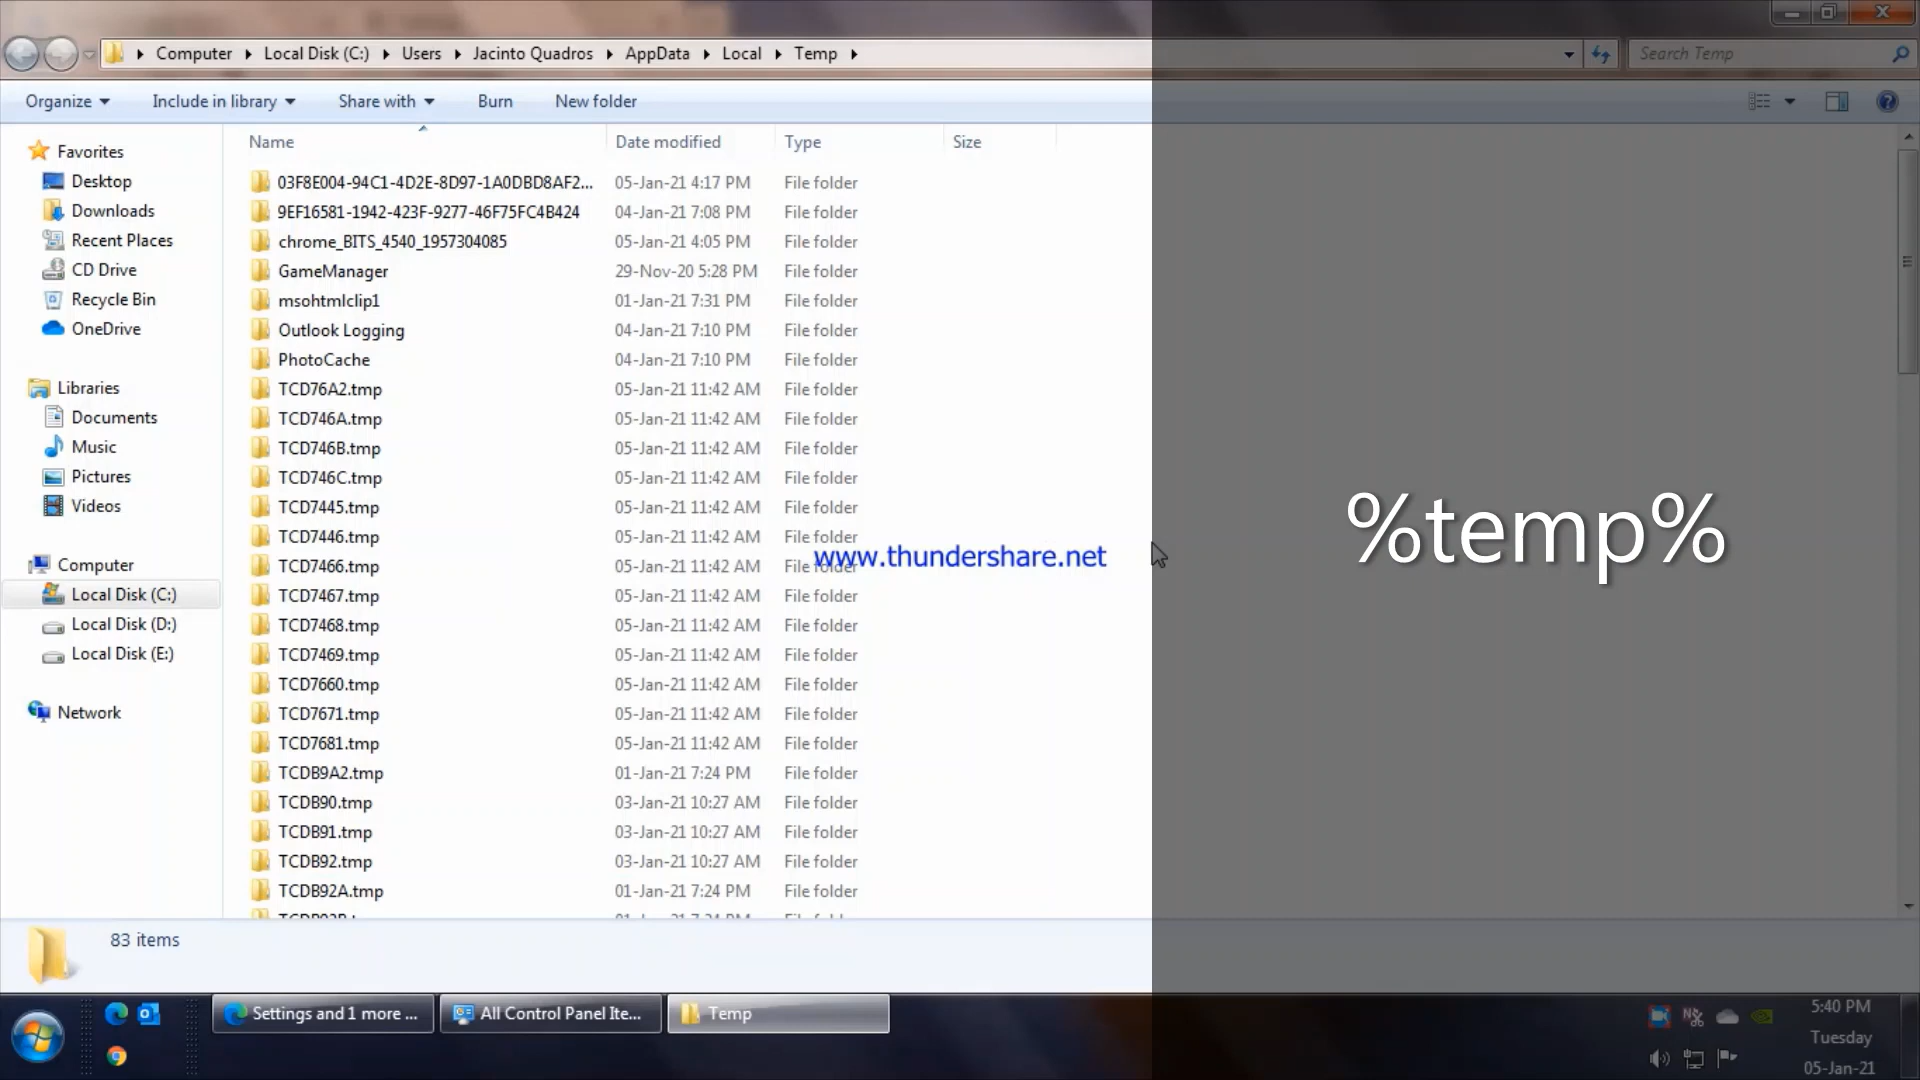 Computer Local Disk (C:) Users Jacinto Quadros AppData Local Temp
Search Temp
Organize Include in library Share with Burn New folder
Name Date modified Type Size
Favorites
Desktop
Downloads
Recent Places
CD Drive
Recycle Bin
OneDrive
Libraries
Documents
Music
Pictures
Videos
Computer
Local Disk (C:)
Local Disk (D:)
Local Disk (E:)
Network
03F8E004-94C1-4D2E-8D97-1A0DBD8AF2... 05-Jan-21 4:17 PM File folder
9EF16581-1942-423F-9277-46F75FC4B424 04-Jan-21 7:08 PM File folder
chrome_BITS_4540_1957304085 05-Jan-21 4:05 PM File folder
GameManager 29-Nov-20 5:28 PM File folder
msohtmlclip1 01-Jan-21 7:31 PM File folder
Outlook Logging 04-Jan-21 7:10 PM File folder
PhotoCache 04-Jan-21 7:10 PM File folder
TCD76A2.tmp 05-Jan-21 11:42 AM File folder
TCD746A.tmp 05-Jan-21 11:42 AM File folder
TCD746B.tmp 05-Jan-21 11:42 AM File folder
TCD746C.tmp 05-Jan-21 11:42 AM File folder
TCD7445.tmp 05-Jan-21 11:42 AM File folder
TCD7446.tmp 05-Jan-21 11:42 AM File folder
TCD7466.tmp 05-Jan-21 11:42 AM File folder
TCD7467.tmp 05-Jan-21 11:42 AM File folder
TCD7468.tmp 05-Jan-21 11:42 AM File folder
TCD7469.tmp 05-Jan-21 11:42 AM File folder
TCD7660.tmp 05-Jan-21 11:42 AM File folder
TCD7671.tmp 05-Jan-21 11:42 AM File folder
TCD7681.tmp 05-Jan-21 11:42 AM File folder
TCDB9A2.tmp 01-Jan-21 7:24 PM File folder
TCDB90.tmp 03-Jan-21 10:27 AM File folder
TCDB91.tmp 03-Jan-21 10:27 AM File folder
TCDB92.tmp 03-Jan-21 10:27 AM File folder
TCDB92A.tmp 01-Jan-21 7:24 PM File folder
www.thundershare.net
%temp%
83 items
Settings and 1 more ... All Control Panel Ite... Temp
5:40 PM
Tuesday
05-Jan-21